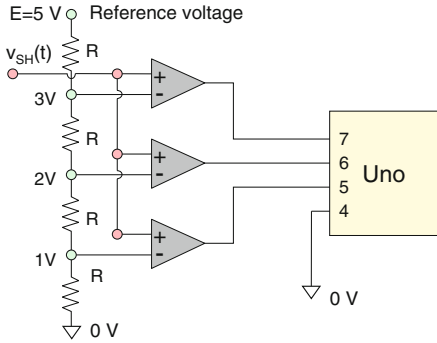 E=5 V Reference voltage
v_SH(t)
R
3V
+
-
R
7
2V
+
-
6
Uno
5
R
4
1V
+
-
R
0 V
0 V